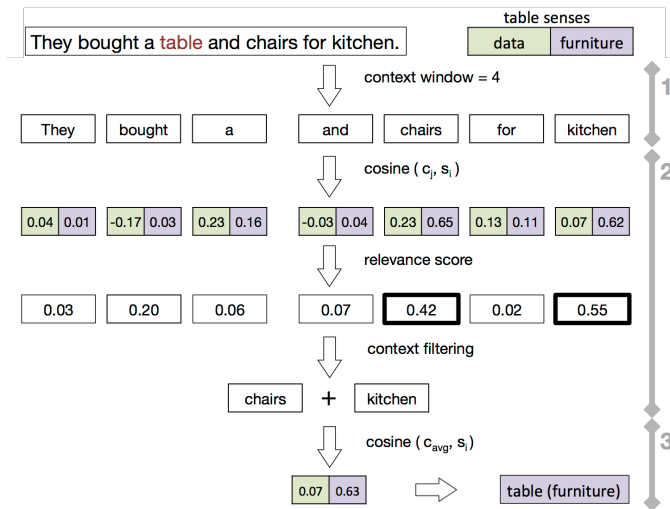 table senses
They bought a table and chairs for kitchen.
data furniture
context window = 4
1
They bought a and chairs for kitchen
2
cosine ( cj, si )
0.04 0.01 -0.17 0.03 0.23 0.16 -0.03 0.04 0.23 0.65 0.13 0.11 0.07 0.62
relevance score
0.03 0.20 0.06 0.07 0.42 0.02 0.55
context filtering
chairs + kitchen
3
cosine ( cavg, si )
0.07 0.63 table (furniture)